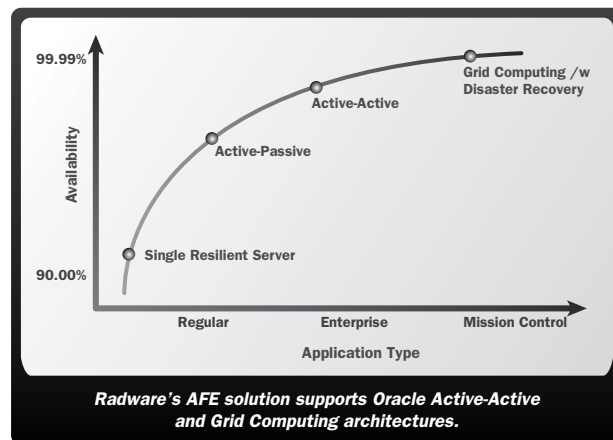 99.99%
Grid Computing /w
Disaster Recovery
Active-Active
Availability
Active-Passive
Single Resilient Server
90.00%
Regular Enterprise Mission Control
Application Type
Radware's AFE solution supports Oracle Active-Active
and Grid Computing architectures.